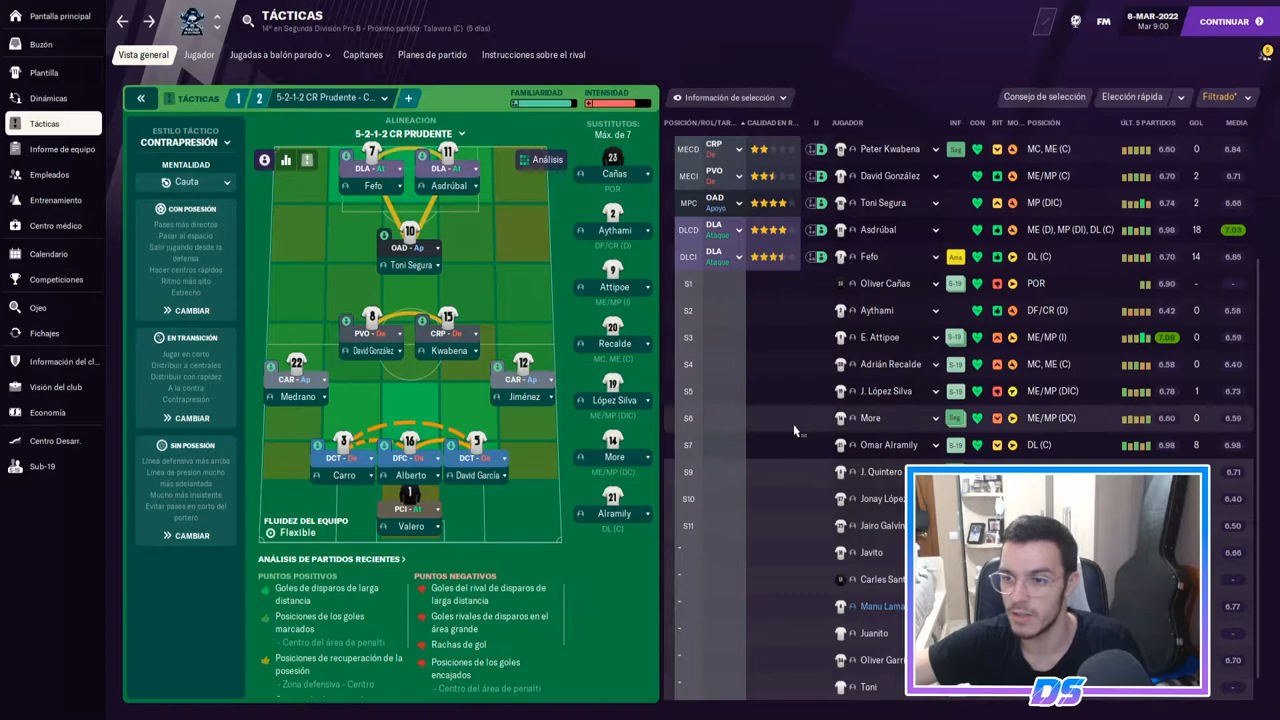 Pantalla principal
Buzón
Plantilla
Dinámicas
Tácticas
Informe de equipo
Empleados
Entrenamiento
Centro médico
Calendario
Competiciones
Ojeo
Fichajes
Información del cl...
Visión del club
Economía
Centro Desarr.
Sub-19
TÁCTICAS
14º en Segunda División Pro B - Próximo partido: Talavera (C) (5 días)
FM
8-MAR-2022
Mar 9:00
CONTINUAR
Vista general
Jugador
Jugadas a balón parado
Capitanes
Planes de partido
Instrucciones sobre el rival
TÁCTICAS
1
2
5-2-1-2 CR Prudente - C...
FAMILIARIDAD
INTENSIDAD
ESTILO TÁCTICO
CONTRAPRESIÓN
MENTALIDAD
Cauta
CON POSESIÓN
Pases más directos
Pasar al espacio
Salir jugando desde la
defensa
Hacer centros rápidos
Ritmo más alto
Estrecho
CAMBIAR
EN TRANSICIÓN
Jugar en corto
Distribuir a centrales
Distribuir con rapidez
A la contra
Contrapresión
CAMBIAR
SIN POSESIÓN
Línea defensiva más arriba
Línea de presión mucho
más adelantada
Mucho más insistente
Evitar pases en corto del
portero
CAMBIAR
ALINEACIÓN
5-2-1-2 CR PRUDENTE
Análisis
7
11
DLA - At
DLA - At
Fefo
Asdrúbal
10
OAD - Ap
Toni Segura
8
15
PVO - De
CRP - De
David González
Kwabena
22
12
CAR - Ap
CAR - Ap
Medrano
Jiménez
3
16
5
DCT - De
DFC - De
DCT - De
Carro
Alberto
David García
1
PCI - At
Valero
FLUIDEZ DEL EQUIPO
Flexible
SUSTITUTOS:
Máx. de 7
23
Cañas
POR
2
Aythami
DF/CR (D)
9
Attipoe
ME/MP (I)
20
Recalde
MC, ME (C)
19
López Silva
ME/MP (DIC)
14
More
ME/MP (DC)
21
Alramily
DL (C)
ANÁLISIS DE PARTIDOS RECIENTES
PUNTOS POSITIVOS
Goles de disparos de larga
distancia
Posiciones de los goles
marcados
- Centro del área de penalti
Posiciones de recuperación de la
posesión
- Zona defensiva - Centro
PUNTOS NEGATIVOS
Goles del rival de disparos de
larga distancia
Goles rivales de disparos en el
área grande
Rachas de gol
Posiciones de los goles
encajados
- Centro del área de penalti
Información de selección
Consejo de selección
Elección rápida
Filtrado*
POSICIÓN/ROL/TAR...
CALIDAD EN R...
JUGADOR
INF
CON
RIT
MO...
POSICIÓN
ÚLT. 5 PARTIDOS
GOL
MEDIA
MECD CRP De Peter Kwabena Seg MC, ME (C) 6.60 0 6.84
MECI PVO De David González MC, ME (C) 6.70 2 6.71
MPC OAD Apoyo Toni Segura MP (DIC) 6.74 2 6.66
DLCD DLA Ataque Asdrúbal ME (D), MP (DI), DL (C) 6.98 18 7.03
DLCI DLA Ataque Fefo Ana DL (C) 6.70 14 6.85
S1 Oliver Cañas S-19 POR 6.90 - -
S2 Aythami DF/CR (D) 6.42 0 6.58
S3 E. Attipoe S-19 ME/MP (I) 7.08 0 6.68
S4 Adrián Recalde S-19 MC, ME (C) 6.58 0 6.40
S5 J. López Silva S-19 ME/MP (DIC) 6.76 1 6.73
S6 More Seg ME/MP (DC) 6.60 0 6.59
S7 Omar Alramily S-19 DL (C) 6.98 8 6.98
S9 J. Quintero 6.71
S10 Jonay López 6.40
S11 Jairo Galván 6.50
- Javito 6.66
- Carles Sant -
- Manu Lama 6.77
- Juanito -
- Oliver Garri 6.70
- Toni
DS